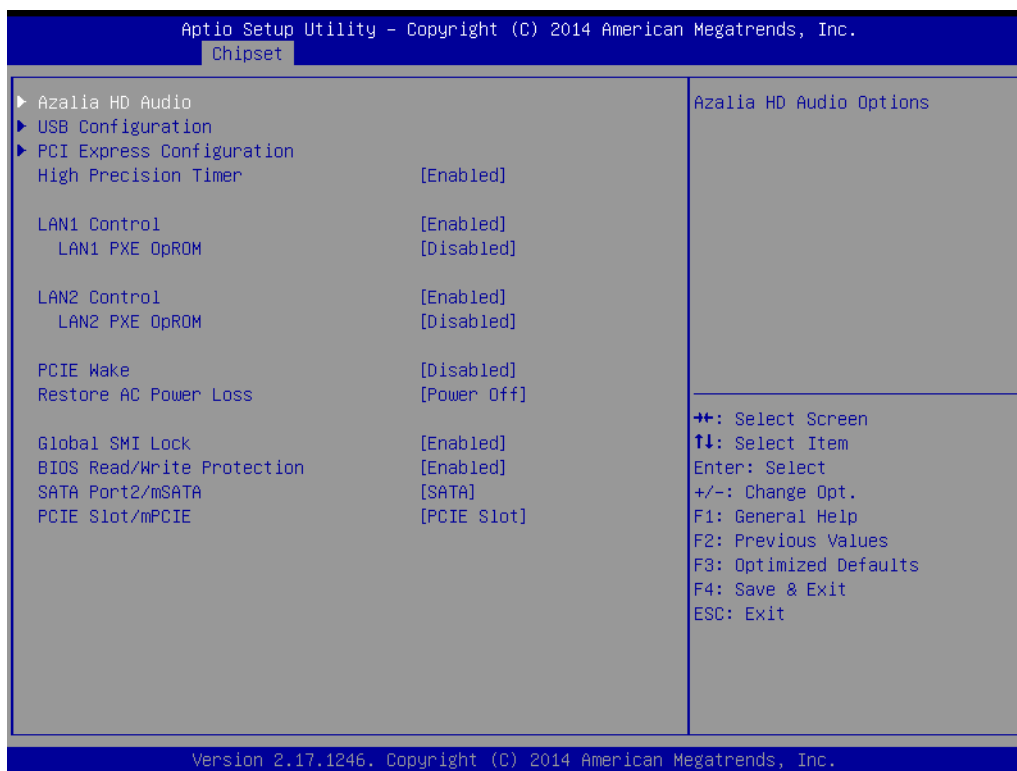 Aptio Setup Utility – Copyright (C) 2014 American Megatrends, Inc.
Chipset
▶ Azalia HD Audio
▶ USB Configuration
▶ PCI Express Configuration
High Precision Timer [Enabled]
LAN1 Control [Enabled]
LAN1 PXE OpROM [Disabled]
LAN2 Control [Enabled]
LAN2 PXE OpROM [Disabled]
PCIE Wake [Disabled]
Restore AC Power Loss [Power Off]
Global SMI Lock [Enabled]
BIOS Read/Write Protection [Enabled]
SATA Port2/mSATA [SATA]
PCIE Slot/mPCIE [PCIE Slot]
Azalia HD Audio Options
→←: Select Screen
↑↓: Select Item
Enter: Select
+/-: Change Opt.
F1: General Help
F2: Previous Values
F3: Optimized Defaults
F4: Save & Exit
ESC: Exit
Version 2.17.1246. Copyright (C) 2014 American Megatrends, Inc.